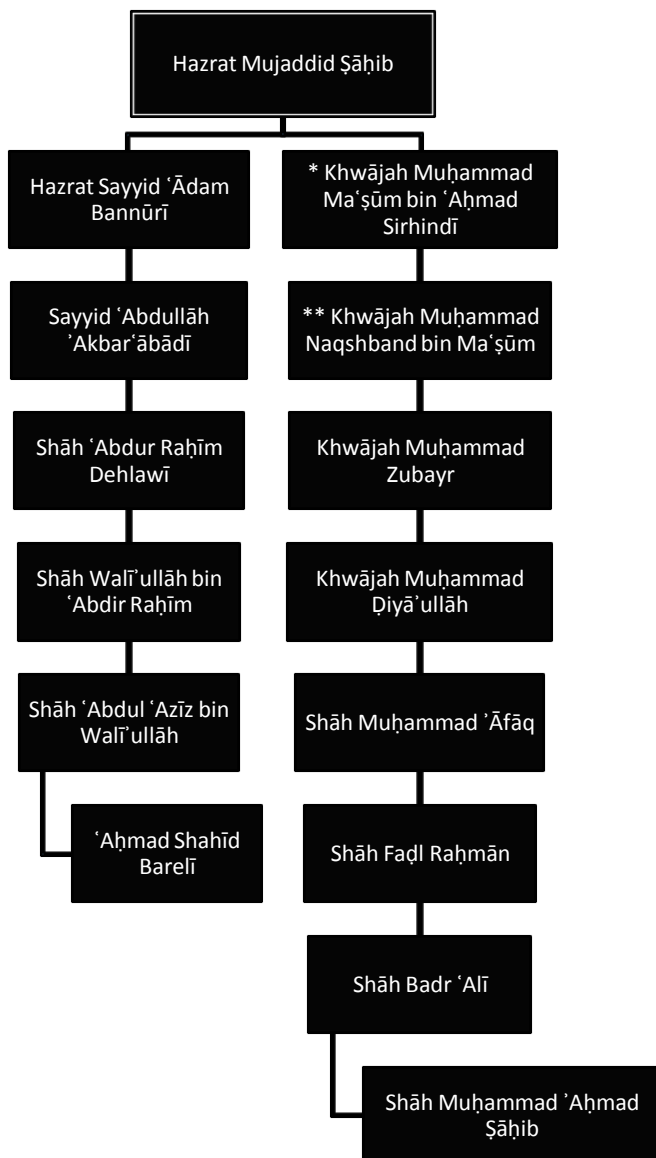 Hazrat Mujaddid Ṣāḥib
Hazrat Sayyid ʿĀdam
Bannūrī
Sayyid ʿAbdullāh
ʾAkbarʿābādī
Shāh ʿAbdur Raḥīm
Dehlawī
Shāh Walīʾullāh bin
ʿAbdir Raḥīm
Shāh ʿAbdul ʿAzīz bin
Walīʾullāh
ʿAḥmad Shahīd
Barelī
* Khwājah Muḥammad
Maʿṣūm bin ʿAḥmad
Sirhindī
** Khwājah Muḥammad
Naqshband bin Maʿṣūm
Khwājah Muḥammad
Zubayr
Khwājah Muḥammad
Ḍiyāʾullāh
Shāh Muḥammad ʾĀfāq
Shāh Faḍl Raḥmān
Shāh Badr ʿAlī
Shāh Muḥammad ʾAḥmad
Ṣāḥib